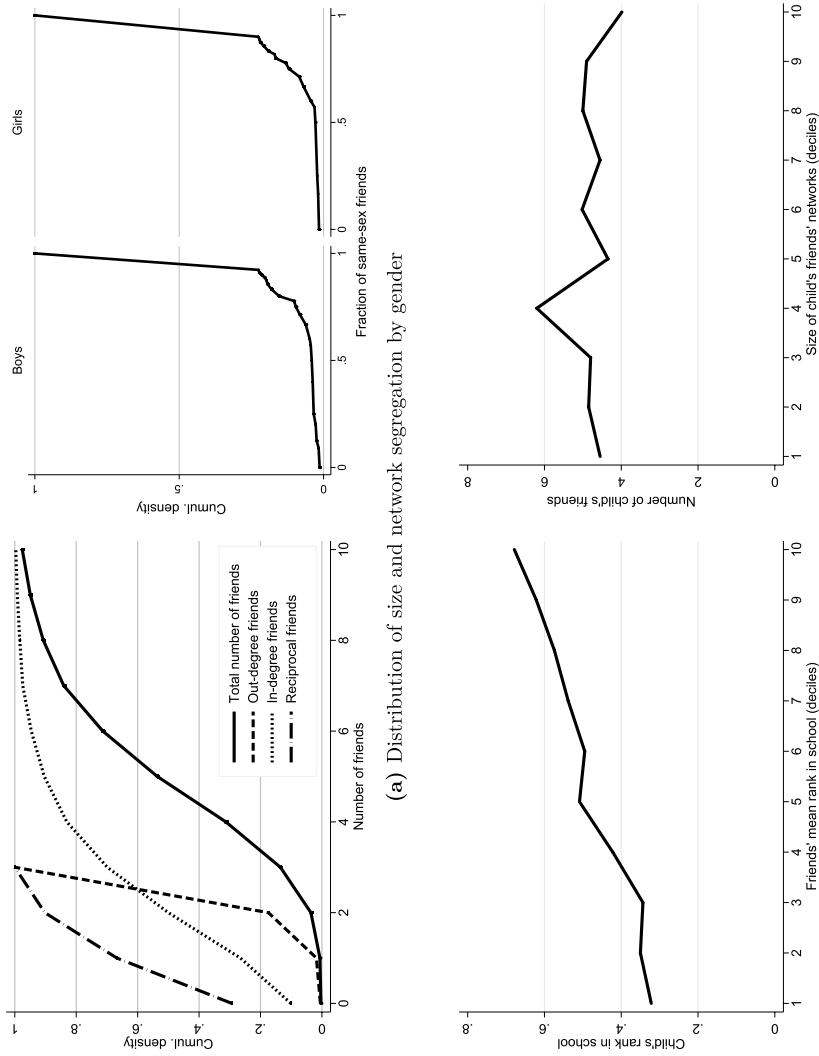 Cumul. density
1
.8
.6
.4
.2
0
0 2 4 6 8 10
Number of friends
Total number of friends
Out-degree friends
In-degree friends
Reciprocal friends
Boys Girls
Cumul. density
1
.5
0
0 .5 1 0 .5 1
Fraction of same-sex friends
(a) Distribution of size and network segregation by gender
Child's rank in school
.8
.6
.4
.2
0
1 2 3 4 5 6 7 8 9 10
Friends' mean rank in school (deciles)
Number of child's friends
8
6
4
2
0
1 2 3 4 5 6 7 8 9 10
Size of child's friends' networks (deciles)